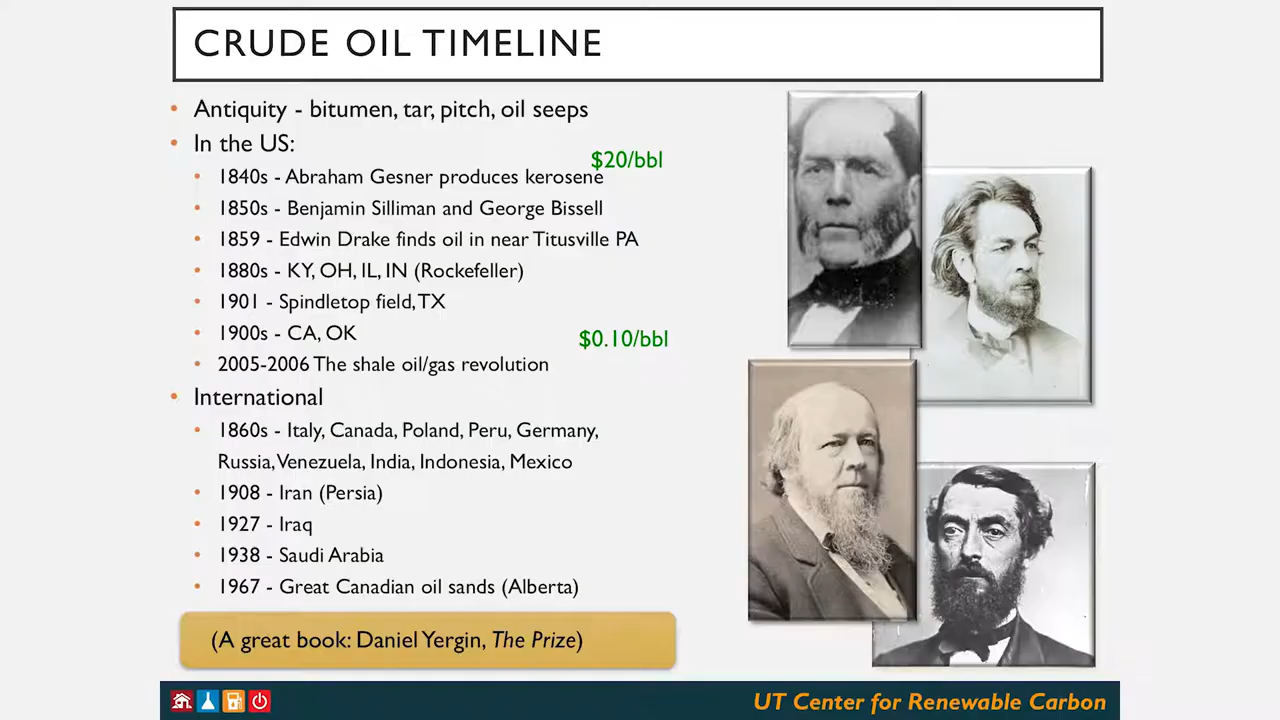 CRUDE OIL TIMELINE
• Antiquity - bitumen, tar, pitch, oil seeps
• In the US:
$20/bbl
• 1840s - Abraham Gesner produces kerosene
• 1850s - Benjamin Silliman and George Bissell
• 1859 - Edwin Drake finds oil in near Titusville PA
• 1880s - KY, OH, IL, IN (Rockefeller)
• 1901 - Spindletop field, TX
• 1900s - CA, OK
$0.10/bbl
• 2005-2006 The shale oil/gas revolution
• International
• 1860s - Italy, Canada, Poland, Peru, Germany,
Russia, Venezuela, India, Indonesia, Mexico
• 1908 - Iran (Persia)
• 1927 - Iraq
• 1938 - Saudi Arabia
• 1967 - Great Canadian oil sands (Alberta)
(A great book: Daniel Yergin, The Prize)
UT Center for Renewable Carbon